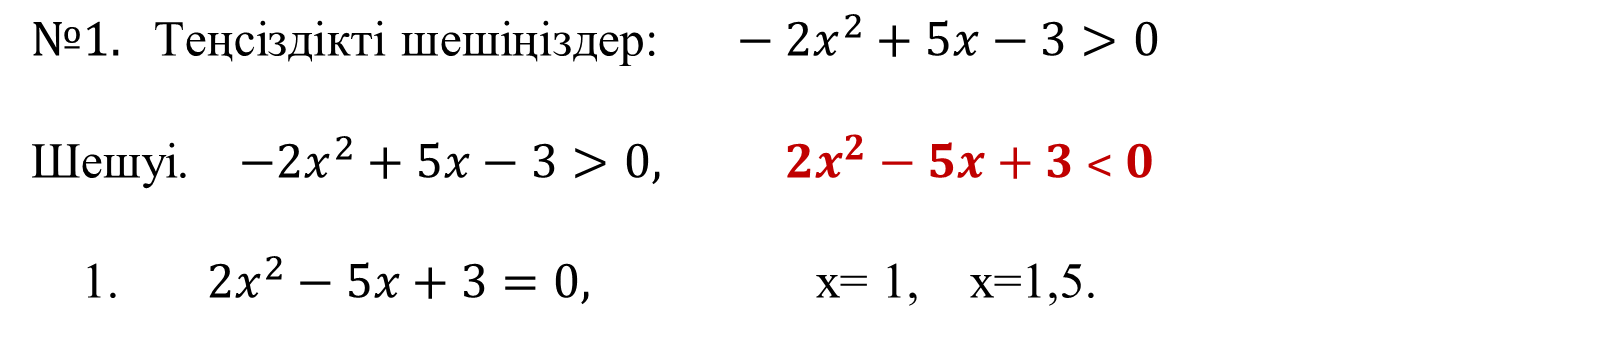 №1. Теңсіздікті шешіңіздер: − 2x² + 5x − 3 > 0
Шешуі. −2x² + 5x − 3 > 0, 2x² − 5x + 3 < 0
1. 2x² − 5x + 3 = 0, x= 1, x=1,5.